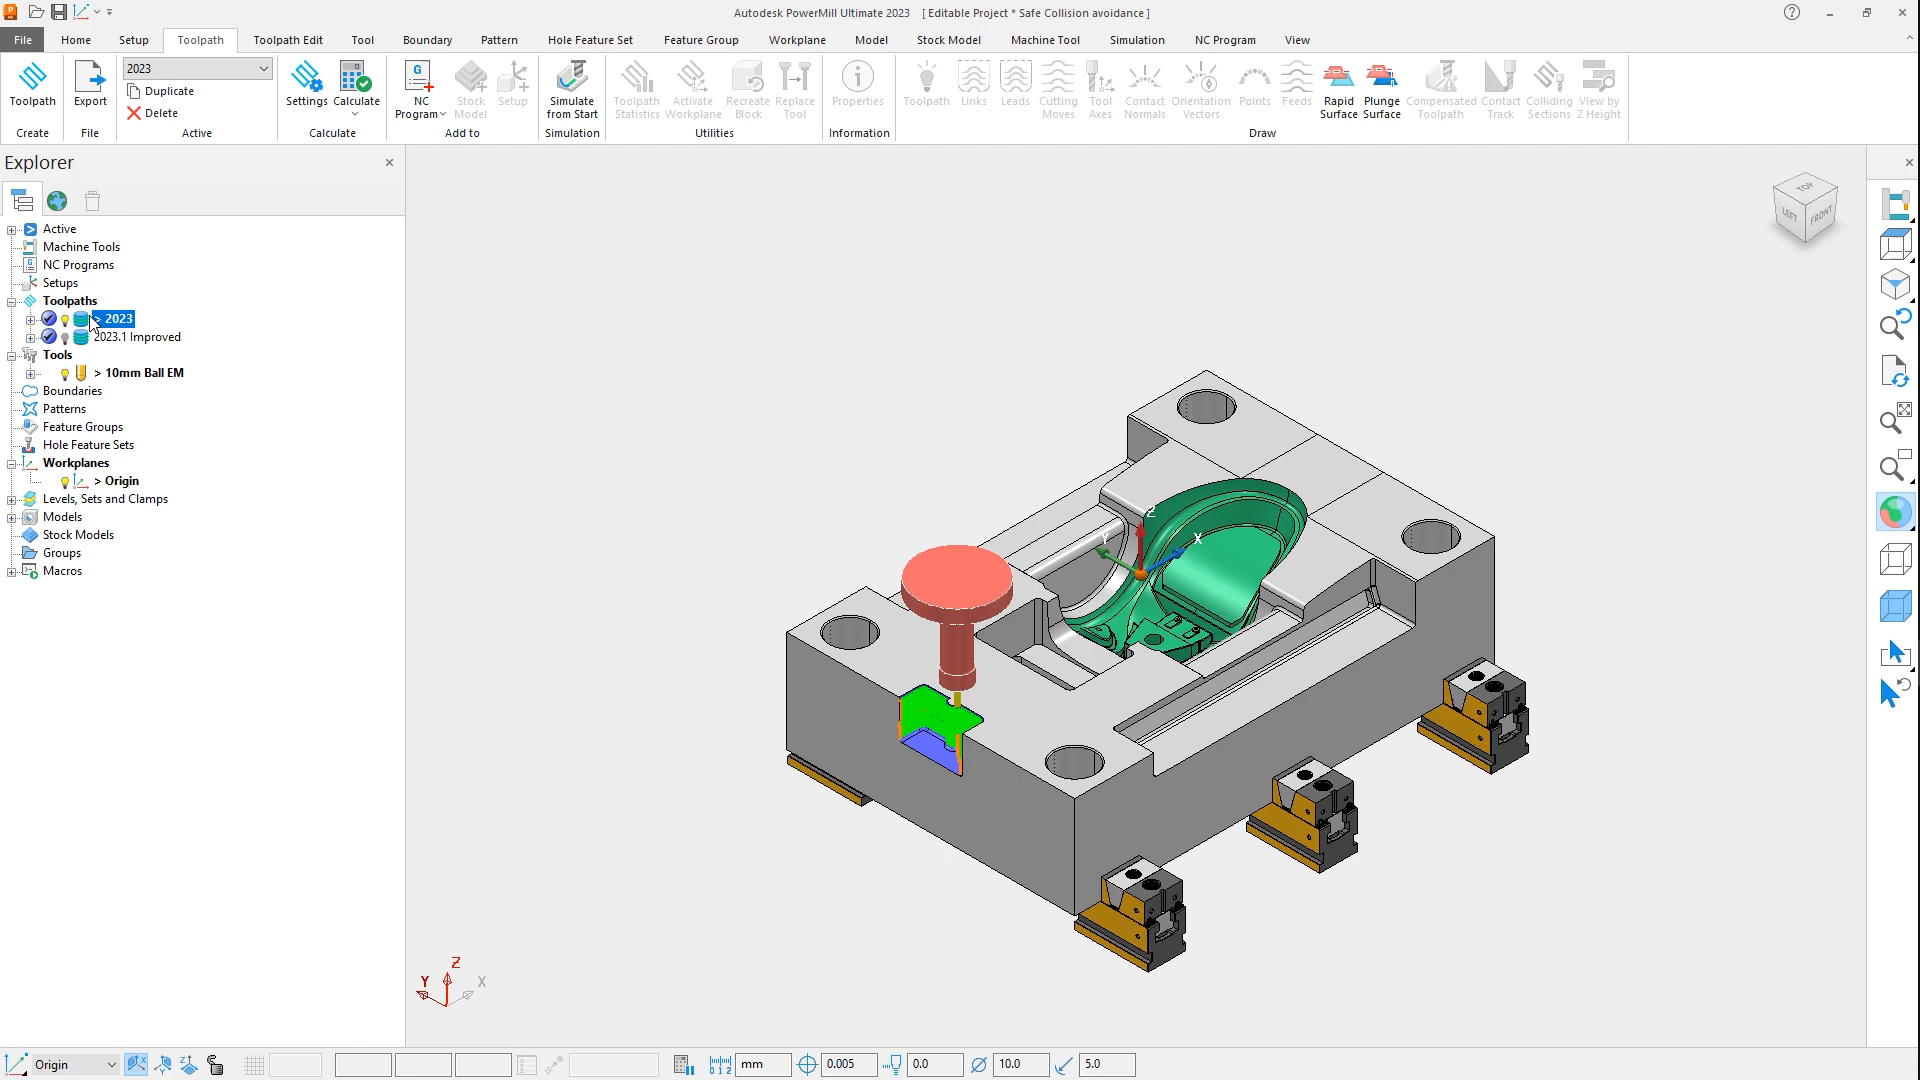 Autodesk PowerMill Ultimate 2023 [ Editable Project * Safe Collision avoidance ]
File Home Setup Toolpath Toolpath Edit Tool Boundary Pattern Hole Feature Set Feature Group Workplane Model Stock Model Machine Tool Simulation NC Program View
Toolpath
Create
Export
File
2023
Duplicate
Delete
Active
Settings
Calculate
Calculate
NC
Program
Stock
Model
Setup
Add to
Simulate
from Start
Simulation
Toolpath
Statistics
Activate
Workplane
Recreate
Block
Replace
Tool
Utilities
Properties
Information
Toolpath
Links
Leads
Cutting
Moves
Tool
Axes
Contact
Normals
Orientation
Vectors
Points
Feeds
Rapid
Surface
Plunge
Surface
Compensated
Toolpath
Contact
Track
Colliding
Sections
View by
Z Height
Draw
Explorer
Active
Machine Tools
NC Programs
Setups
Toolpaths
> 2023
2023.1 Improved
Tools
> 10mm Ball EM
Boundaries
Patterns
Feature Groups
Hole Feature Sets
Workplanes
> Origin
Levels, Sets and Clamps
Models
Stock Models
Groups
Macros
TOP
LEFT
FRONT
Z
Y
X
Z
Y
X
Origin
mm
0.005
0.0
10.0
5.0